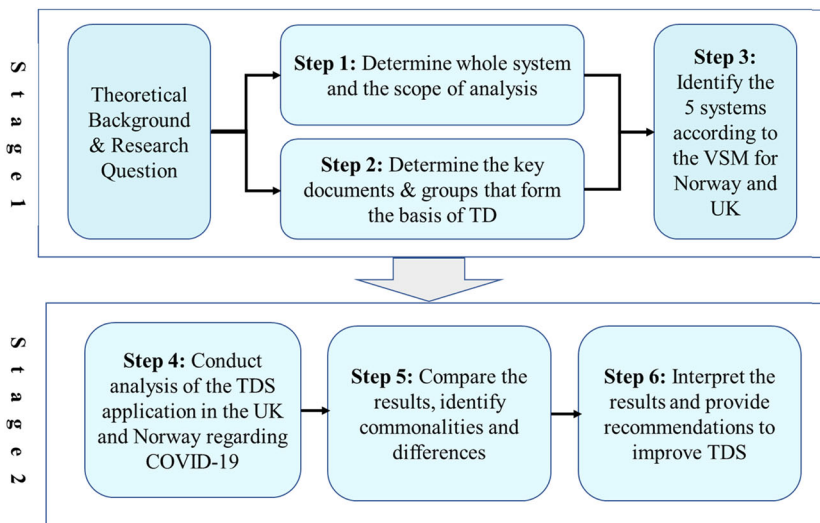 Stage 1
Theoretical
Background
& Research
Question
Step 1: Determine whole system
and the scope of analysis
Step 2: Determine the key
documents & groups that form
the basis of TD
Step 3:
Identify the
5 systems
according to
the VSM for
Norway and
UK
Stage 2
Step 4: Conduct
analysis of the TDS
application in the UK
and Norway regarding
COVID-19
Step 5: Compare the
results, identify
commonalities and
differences
Step 6: Interpret the
results and provide
recommendations to
improve TDS